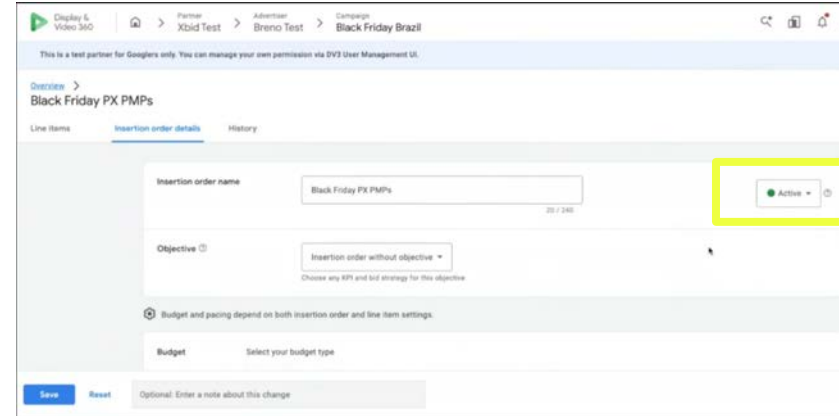 Display & Video 360
Partner
Xbid Test
Advertiser
Breno Test
Campaign
Black Friday Brazil
This is a test partner for Googlers only. You can manage your own permission via DV3 User Management UI.
Overview
Black Friday PX PMPs
Line items
Insertion order details
History
Insertion order name
Black Friday PX PMPs
Active
20 / 240
Objective
Insertion order without objective
Choose any KPI and bid strategy for this objective
Budget and pacing depend on both insertion order and line item settings.
Budget
Select your budget type
Save
Reset
Optional: Enter a note about this change